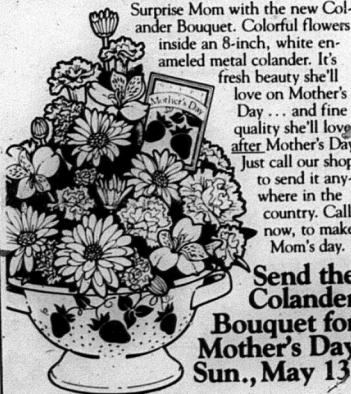 Surprise Mom with the new Col-
ander Bouquet. Colorful flowers
inside an 8-inch, white en-
ameled metal colander. It's
fresh beauty she'll
love on Mother's
Day ... and fine
quality she'll love
after Mother's Day
Just call our shop
to send it any-
where in the
country. Call
now, to make
Mom's day.
Mother's Day
Send the
Colander
Bouquet for
Mother's Day
Sun., May 13